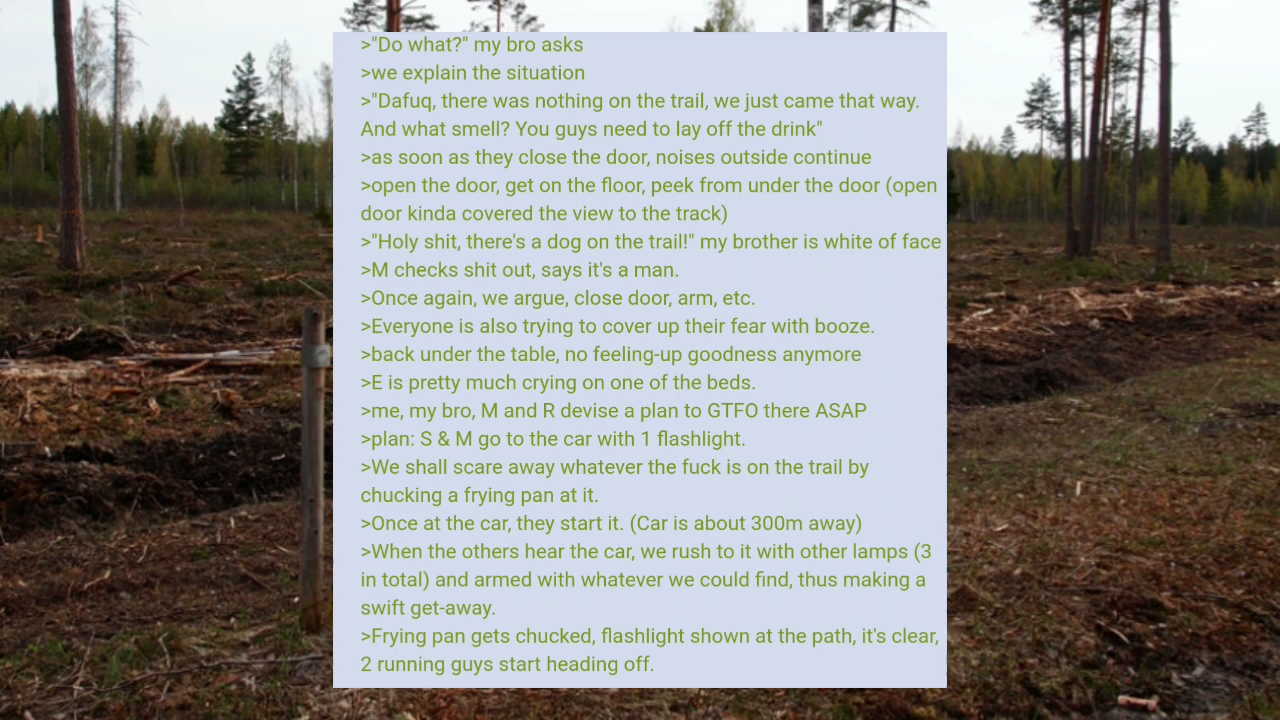 >"Do what?" my bro asks
>we explain the situation
>"Dafuq, there was nothing on the trail, we just came that way.
And what smell? You guys need to lay off the drink"
>as soon as they close the door, noises outside continue
>open the door, get on the floor, peek from under the door (open
door kinda covered the view to the track)
>"Holy shit, there's a dog on the trail!" my brother is white of face
>M checks shit out, says it's a man.
>Once again, we argue, close door, arm, etc.
>Everyone is also trying to cover up their fear with booze.
>back under the table, no feeling-up goodness anymore
>E is pretty much crying on one of the beds.
>me, my bro, M and R devise a plan to GTFO there ASAP
>plan: S & M go to the car with 1 flashlight.
>We shall scare away whatever the fuck is on the trail by
chucking a frying pan at it.
>Once at the car, they start it. (Car is about 300m away)
>When the others hear the car, we rush to it with other lamps (3
in total) and armed with whatever we could find, thus making a
swift get-away.
>Frying pan gets chucked, flashlight shown at the path, it's clear,
2 running guys start heading off.